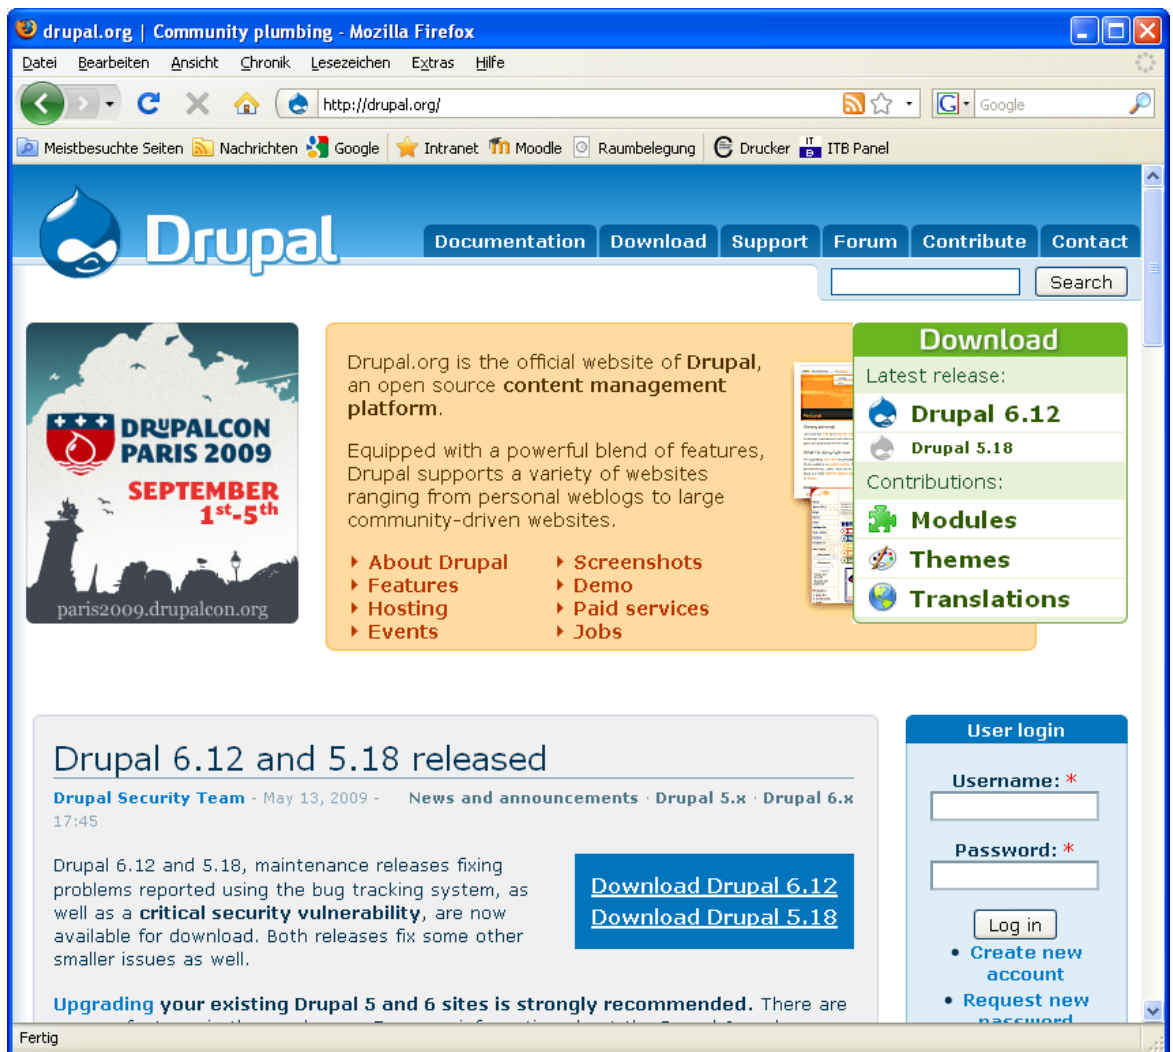 drupal.org | Community plumbing - Mozilla Firefox
Datei Bearbeiten Ansicht Chronik Lesezeichen Extras Hilfe
http://drupal.org/ G Google
Meistbesuchte Seiten Nachrichten Google Intranet Moodle Raumbelegung Drucker ITB Panel
Drupal
Documentation Download Support Forum Contribute Contact
Search
DRUPALCON
PARIS 2009
SEPTEMBER
1st-5th
paris2009.drupalcon.org
Drupal.org is the official website of Drupal,
an open source content management
platform.
Equipped with a powerful blend of features,
Drupal supports a variety of websites
ranging from personal weblogs to large
community-driven websites.
About Drupal
Features
Hosting
Events
Screenshots
Demo
Paid services
Jobs
Download
Latest release:
Drupal 6.12
Drupal 5.18
Contributions:
Modules
Themes
Translations
Drupal 6.12 and 5.18 released
Drupal Security Team - May 13, 2009 -
17:45
News and announcements · Drupal 5.x · Drupal 6.x
Drupal 6.12 and 5.18, maintenance releases fixing
problems reported using the bug tracking system, as
well as a critical security vulnerability, are now
available for download. Both releases fix some other
smaller issues as well.
Download Drupal 6.12
Download Drupal 5.18
Upgrading your existing Drupal 5 and 6 sites is strongly recommended. There are
User login
Username: *
Password: *
Log in
• Create new
account
• Request new
password
Fertig